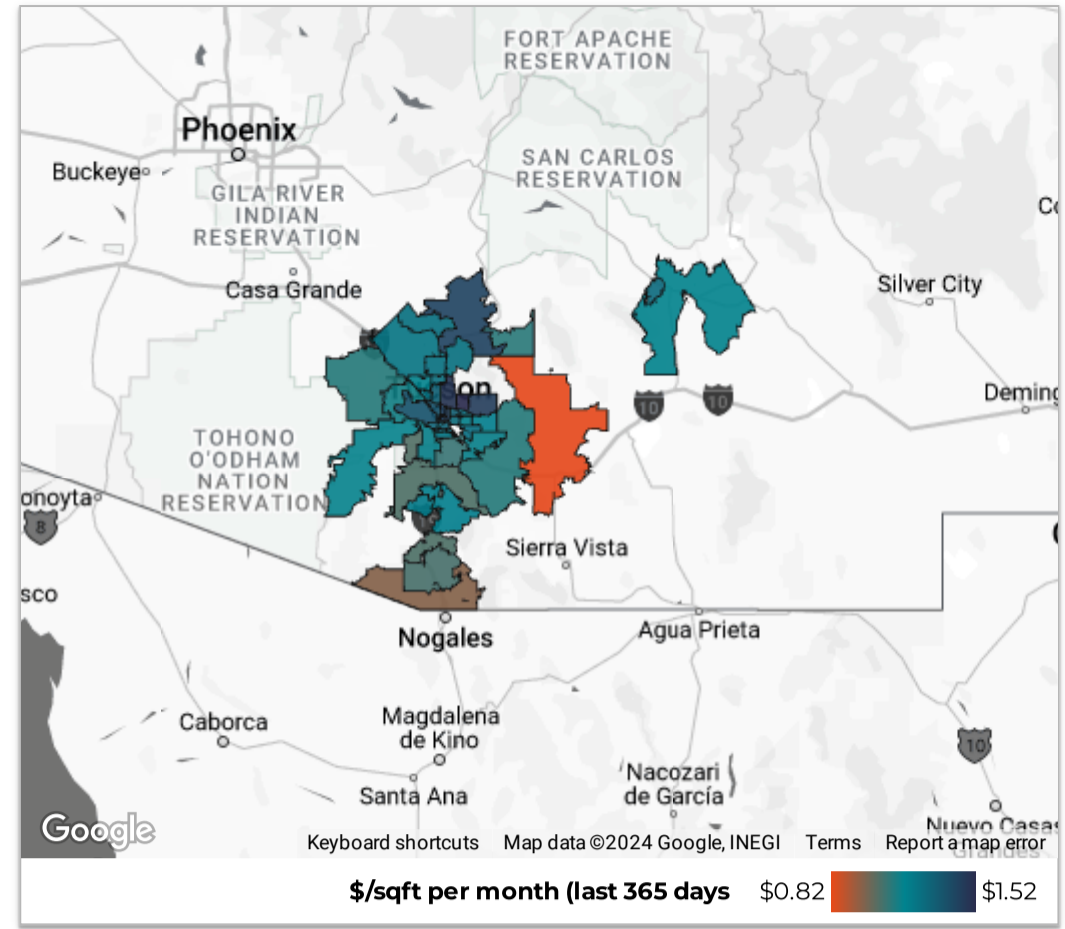 FORT APACHE
RESERVATION
Phoenix
Buckeye
SAN CARLOS
RESERVATION
GILA RIVER
INDIAN
RESERVATION
Casa Grande
Silver City
on
10
10
Deming
TOHONO
O'ODHAM
NATION
RESERVATION
onoyta
8
Sierra Vista
sco
Nogales
Agua Prieta
Caborca
Magdalena
de Kino
10
Santa Ana
Nacozari
de García
Google
Nuevo Casas
Grandes
Keyboard shortcuts Map data ©2024 Google, INEGI Terms Report a map error
$/sqft per month (last 365 days $0.82 $1.52